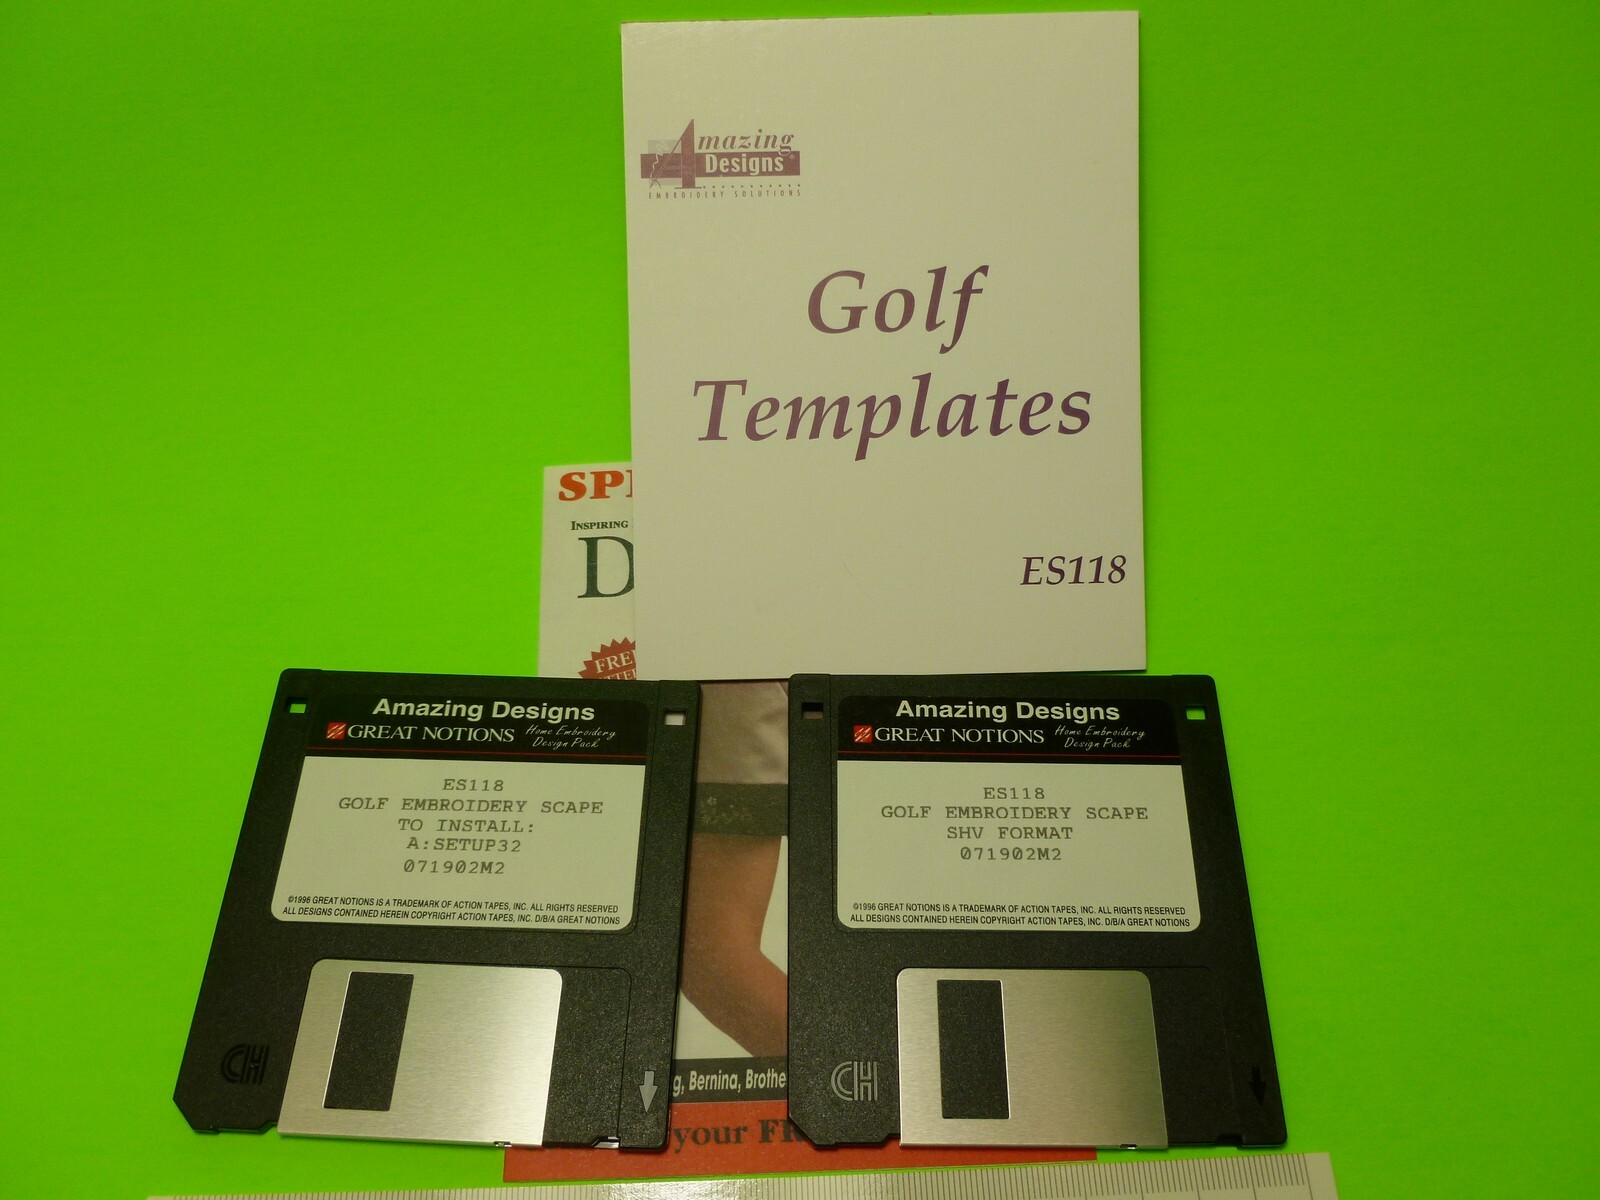 Amazing
Designs®
EMBROIDERY SOLUTIONS
Golf
Templates
ES118
INSPIRING
D
FREE
Amazing Designs
GREAT NOTIONS Home Embroidery
Design Pack
ES118
GOLF EMBROIDERY SCAPE
TO INSTALL:
A:SETUP32
071902M2
©1996 GREAT NOTIONS IS A TRADEMARK OF ACTION TAPES, INC. ALL RIGHTS RESERVED
ALL DESIGNS CONTAINED HEREIN COPYRIGHT ACTION TAPES, INC. D/B/A GREAT NOTIONS
CH
Amazing Designs
GREAT NOTIONS Home Embroidery
Design Pack
ES118
GOLF EMBROIDERY SCAPE
SHV FORMAT
071902M2
©1996 GREAT NOTIONS IS A TRADEMARK OF ACTION TAPES, INC. ALL RIGHTS RESERVED
ALL DESIGNS CONTAINED HEREIN COPYRIGHT ACTION TAPES, INC. D/B/A GREAT NOTIONS
CH
g, Bernina, Brothe
your FR